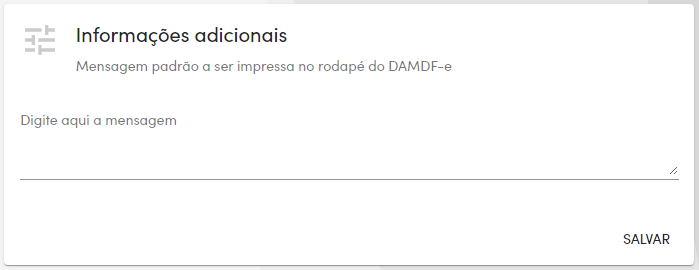 Informações adicionais
Mensagem padrão a ser impressa no rodapé do DAMDF-e
Digite aqui a mensagem
SALVAR